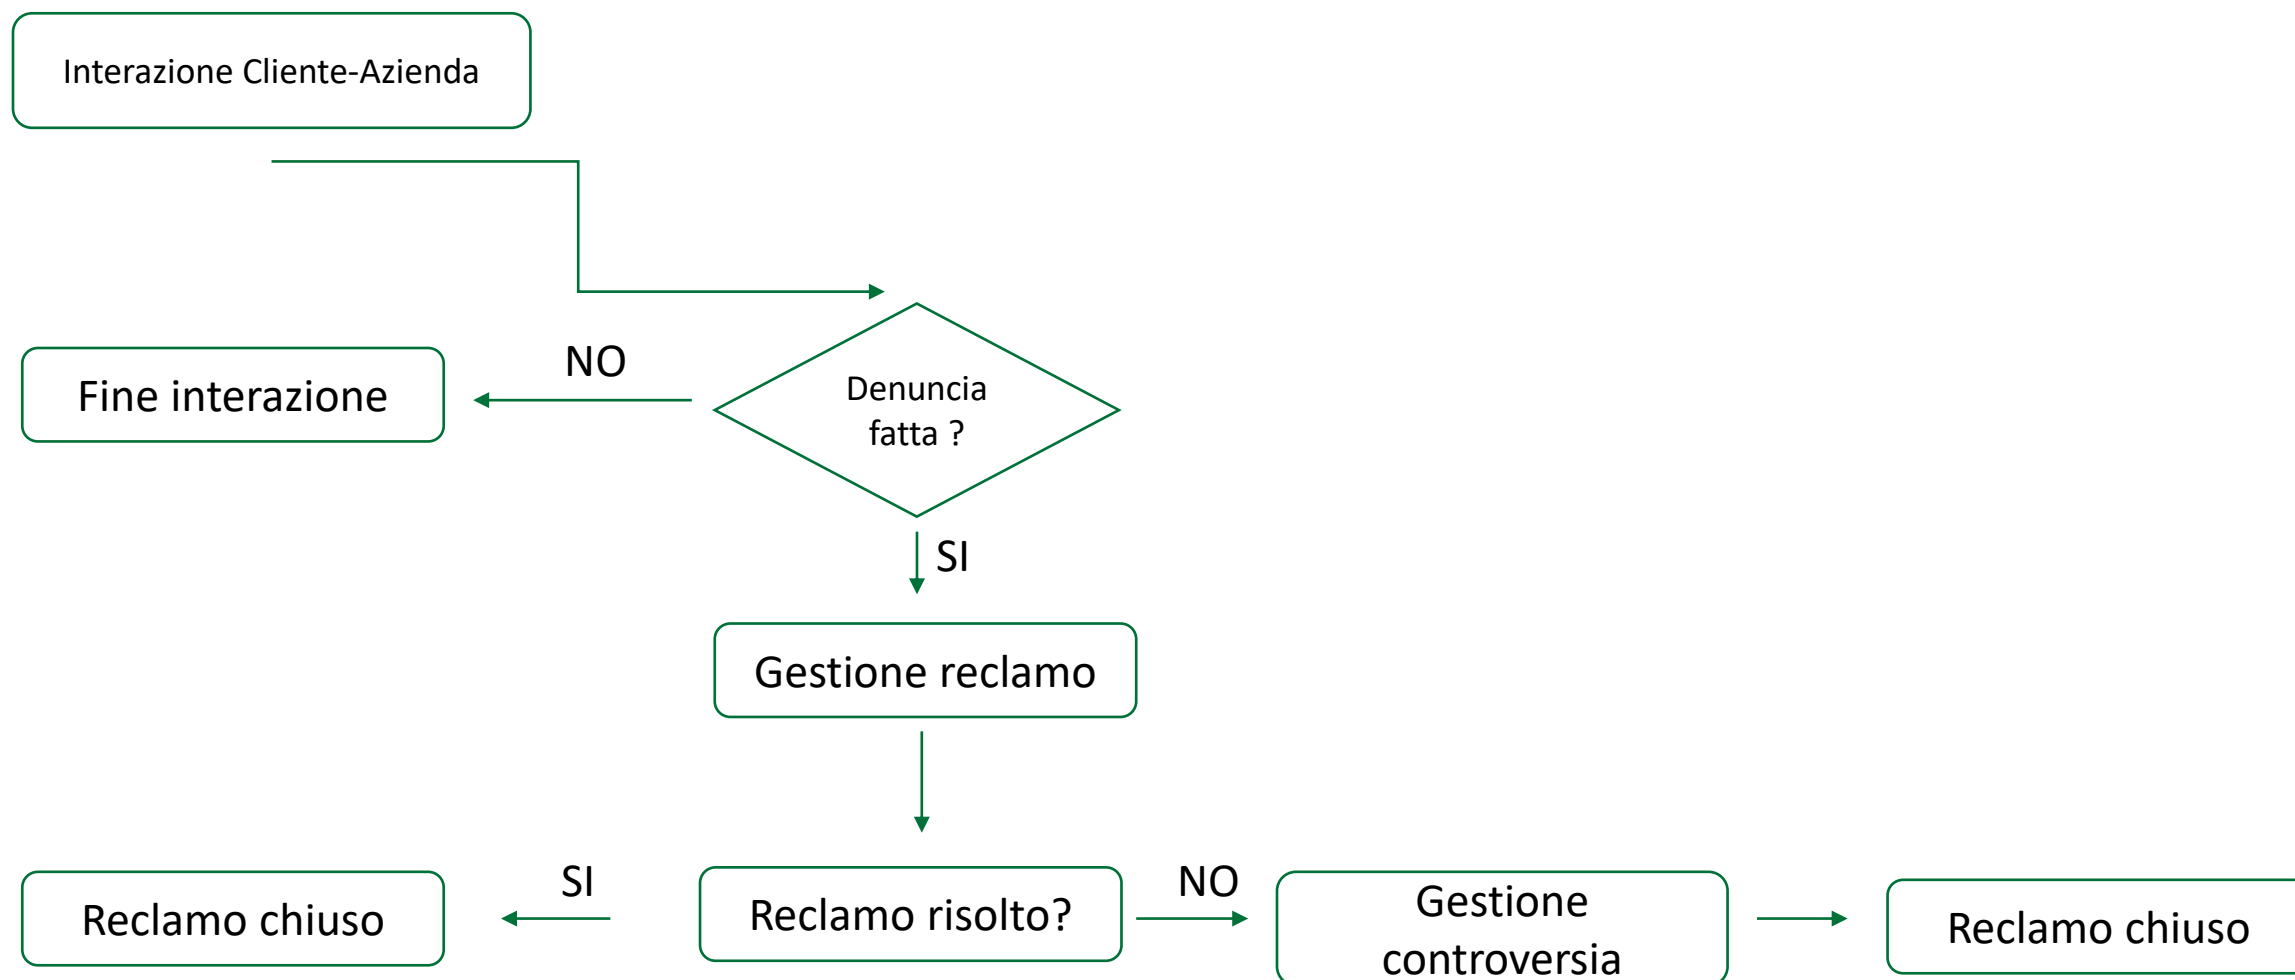 Interazione Cliente-Azienda
NO
Fine interazione
Denuncia
fatta ?
SI
Gestione reclamo
SI
NO
Reclamo chiuso
Reclamo risolto?
Gestione
controversia
Reclamo chiuso